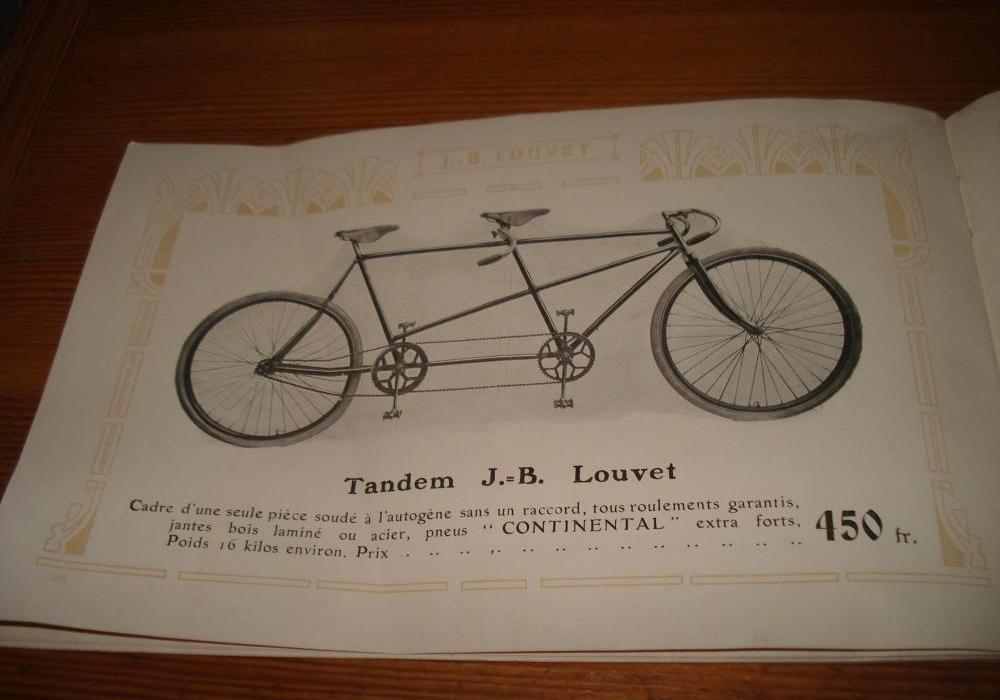 J.-B. LOUVET
Tandem J.=B. Louvet
Cadre d'une seule pièce soudé à l'autogène sans un raccord, tous roulements garantis,
jantes bois laminé ou acier, pneus “ CONTINENTAL ” extra forts,
Poids 16 kilos environ. Prix . .. .. .. .. .. .. .. .. .. .. .. .. 450 fr.
26